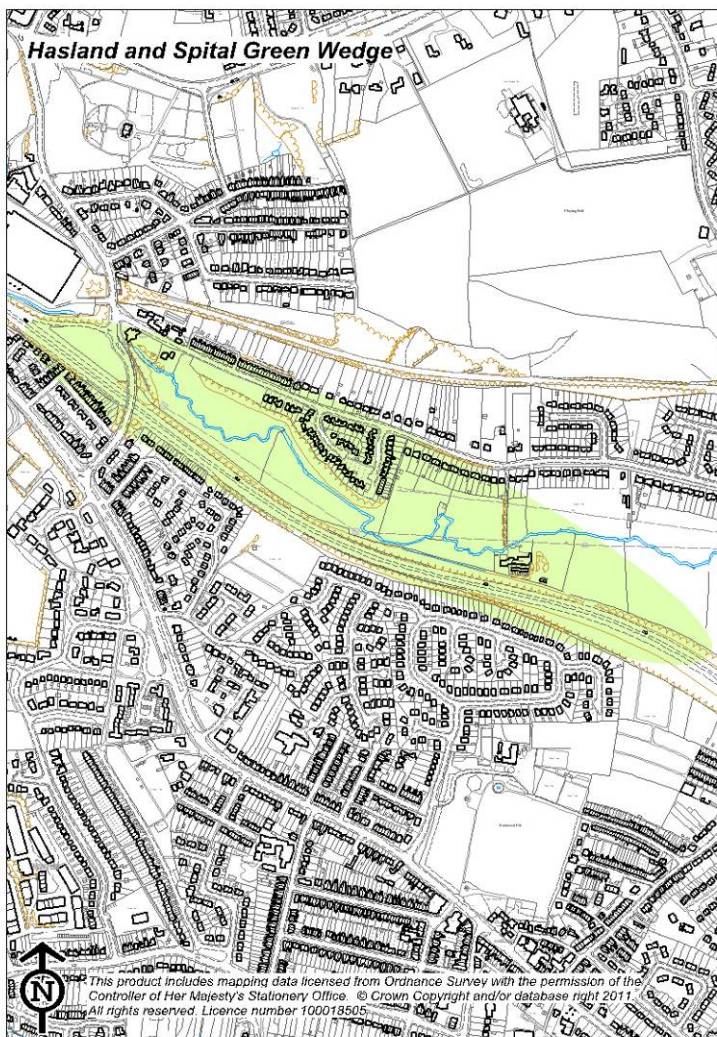 Hasland and Spital Green Wedge
N
This product includes mapping data licensed from Ordnance Survey with the permission of the
Controller of Her Majesty's Stationery Office. © Crown Copyright and/or database right 2011.
All rights reserved. Licence number 100018505